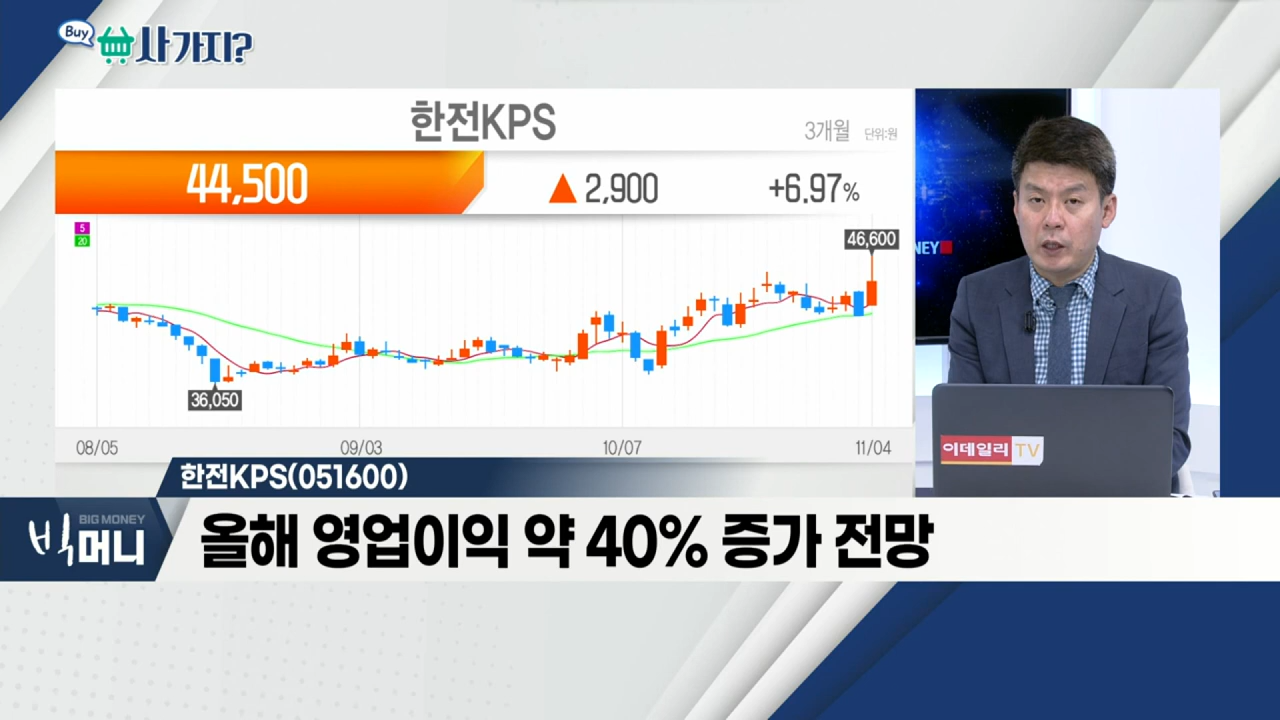 Buy 사가지?
한전KPS
3개월 단위:원
44,500 ▲ 2,900 +6.97%
5
20
46,600
36,050
08/05 09/03 10/07 11/04
NEY
이데일리 TV
한전KPS(051600)
BIG MONEY
빅머니
올해 영업이익 약 40% 증가 전망